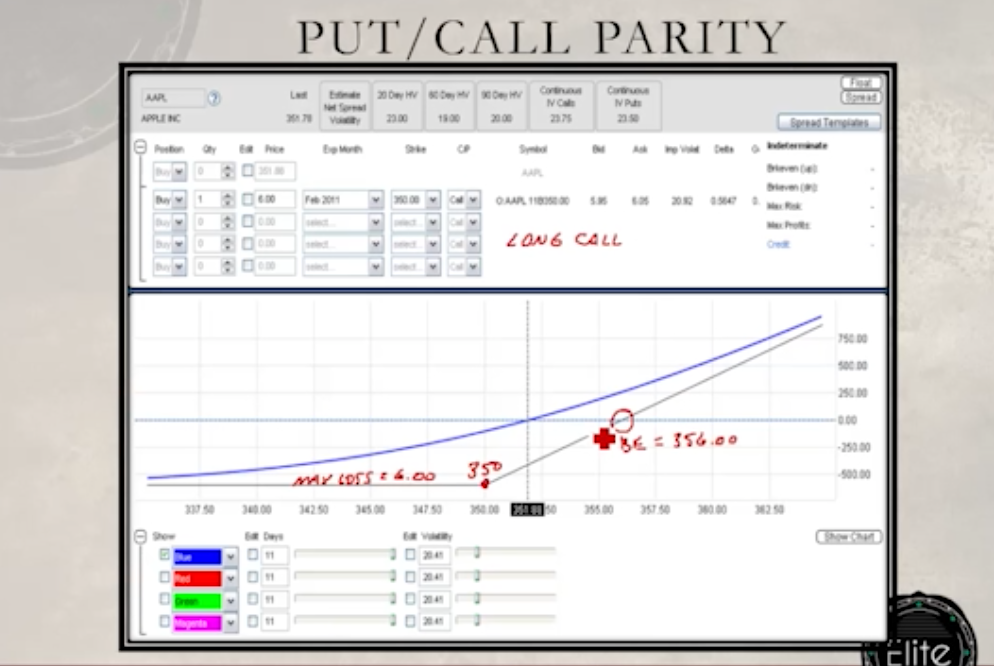 PUT/CALL PARITY
Float
AAPL ? Last Estimate Net Spread Volatility 20 Day HV 60 Day HV 90 Day HV Continuous IV Calls Continuous IV Puts Spread
APPLE INC 351.78 23.00 19.00 20.00 23.75 23.50
Spread Templates
Position Qty Edit Price Exp Month Strike C/P Symbol Bid Ask Imp Volat Delta Indeterminate
Buy 0 351.88 AAPL Brkeven (up): -
Brkeven (dn): -
Buy 1 6.00 Feb 2011 350.00 Call O:AAPL 11B350.00 5.95 6.05 20.92 0.5647 0. Max Risk: -
Buy 0 0.00 select... select... Call Max Profits: -
Buy 0 0.00 select... select... Call LONG CALL Credit: -
Buy 0 0.00 select... select... Call
750.00
500.00
250.00
0.00
BE = 356.00
-250.00
350
-500.00
MAX LOSS = 6.00
337.50 340.00 342.50 345.00 347.50 350.00 351.88 355.00 357.50 360.00 362.50
Show Edit Days Edit Volatility Show Chart
Blue 11 20.41
Red 11 20.41
Green 11 20.41
Magenta 11 20.41
Elite